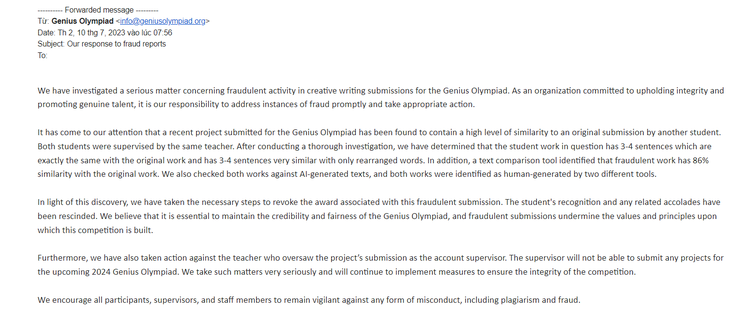 ---------- Forwarded message ---------
Từ: Genius Olympiad <info@geniusolympiad.org>
Date: Th 2, 10 thg 7, 2023 vào lúc 07:56
Subject: Our response to fraud reports
To:
We have investigated a serious matter concerning fraudulent activity in creative writing submissions for the Genius Olympiad. As an organization committed to upholding integrity and
promoting genuine talent, it is our responsibility to address instances of fraud promptly and take appropriate action.
It has come to our attention that a recent project submitted for the Genius Olympiad has been found to contain a high level of similarity to an original submission by another student.
Both students were supervised by the same teacher. After conducting a thorough investigation, we have determined that the student work in question has 3-4 sentences which are
exactly the same with the original work and has 3-4 sentences very similar with only rearranged words. In addition, a text comparison tool identified that fraudulent work has 86%
similarity with the original work. We also checked both works against AI-generated texts, and both works were identified as human-generated by two different tools.
In light of this discovery, we have taken the necessary steps to revoke the award associated with this fraudulent submission. The student's recognition and any related accolades have
been rescinded. We believe that it is essential to maintain the credibility and fairness of the Genius Olympiad, and fraudulent submissions undermine the values and principles upon
which this competition is built.
Furthermore, we have also taken action against the teacher who oversaw the project's submission as the account supervisor. The supervisor will not be able to submit any projects for
the upcoming 2024 Genius Olympiad. We take such matters very seriously and will continue to implement measures to ensure the integrity of the competition.
We encourage all participants, supervisors, and staff members to remain vigilant against any form of misconduct, including plagiarism and fraud.